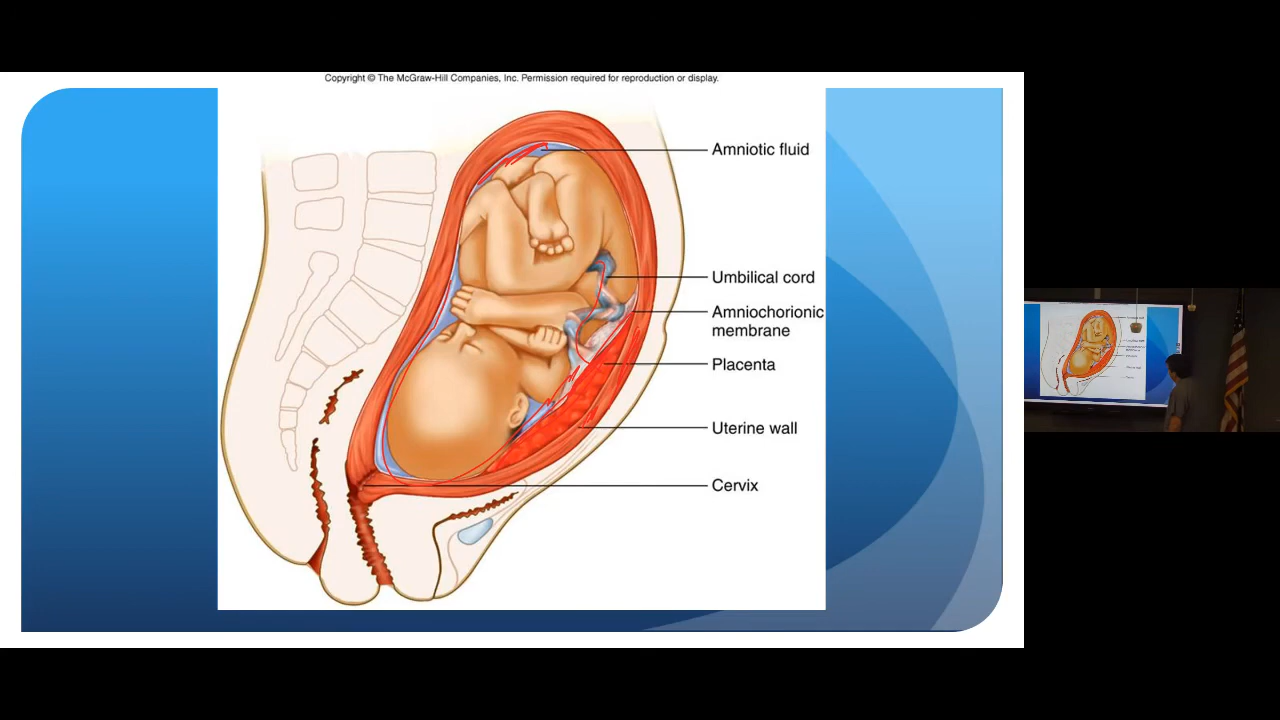 Copyright © The McGraw-Hill Companies, Inc. Permission required for reproduction or display.
Amniotic fluid
Umbilical cord
Amniochorionic
membrane
Placenta
Uterine wall
Cervix